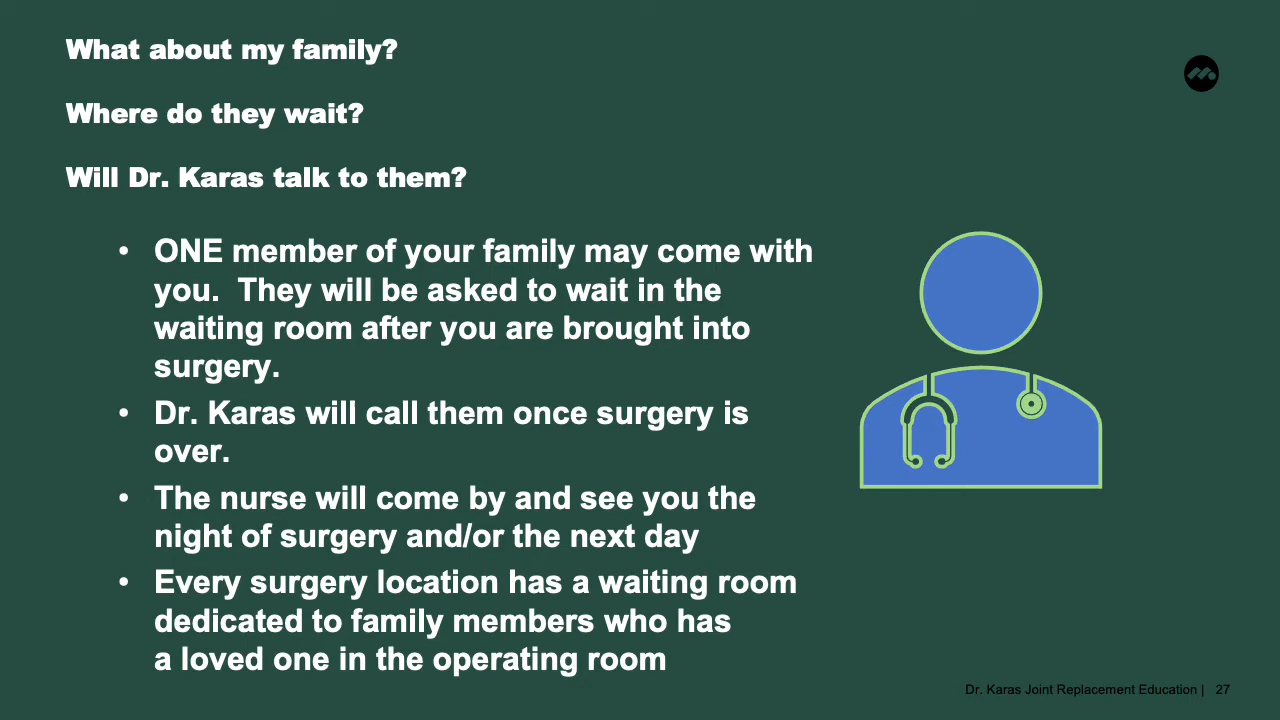 What about my family?
Where do they wait?
Will Dr. Karas talk to them?
• ONE member of your family may come with
you.  They will be asked to wait in the
waiting room after you are brought into
surgery.
• Dr. Karas will call them once surgery is
over.
• The nurse will come by and see you the
night of surgery and/or the next day
• Every surgery location has a waiting room
dedicated to family members who has
a loved one in the operating room
Dr. Karas Joint Replacement Education | 27